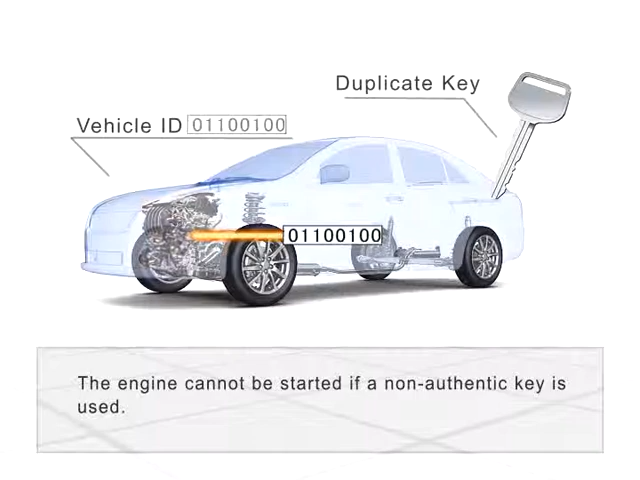 Duplicate Key
Vehicle ID 01100100
01100100
The engine cannot be started if a non-authentic key is
used.